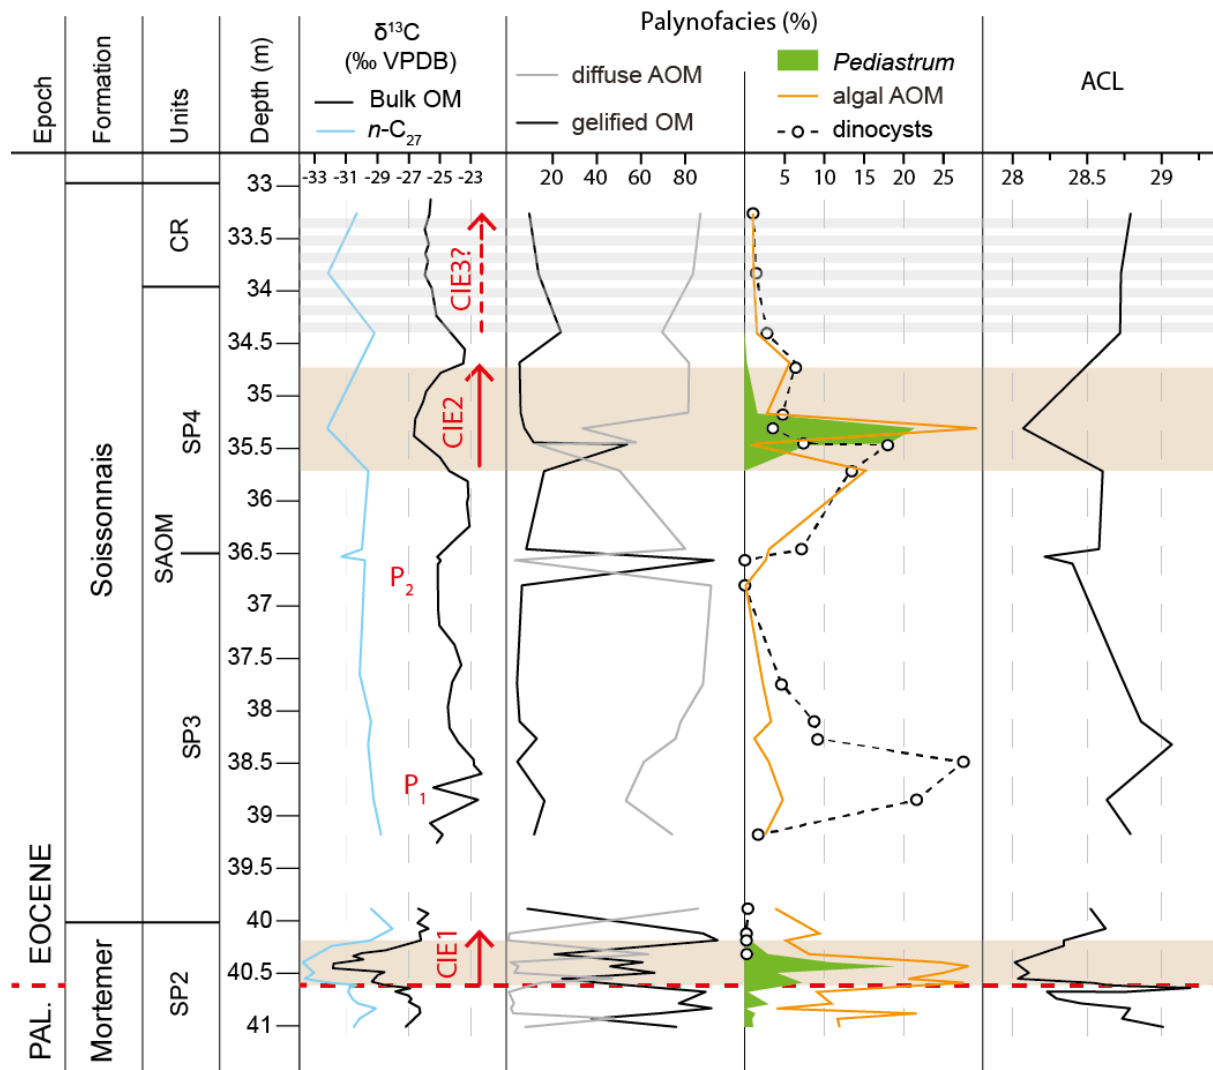 Palynofacies (%)
Epoch
Formation
Units
Depth (m)
δ¹³C
(‰ VPDB)
Bulk OM
n-C₂₇
diffuse AOM
gelified OM
Pediastrum
algal AOM
dinocysts
ACL
-33 -31 -29 -27 -25 -23
20 40 60 80
5 10 15 20 25
28 28.5 29
33
33.5
34
34.5
35
35.5
36
36.5
37
37.5
38
38.5
39
39.5
40
40.5
41
CR
SP4
SAOM
SP3
SP2
Soissonnais
Mortemer
EOCENE
PAL.
CIE3?
CIE2
P₂
P₁
CIE1